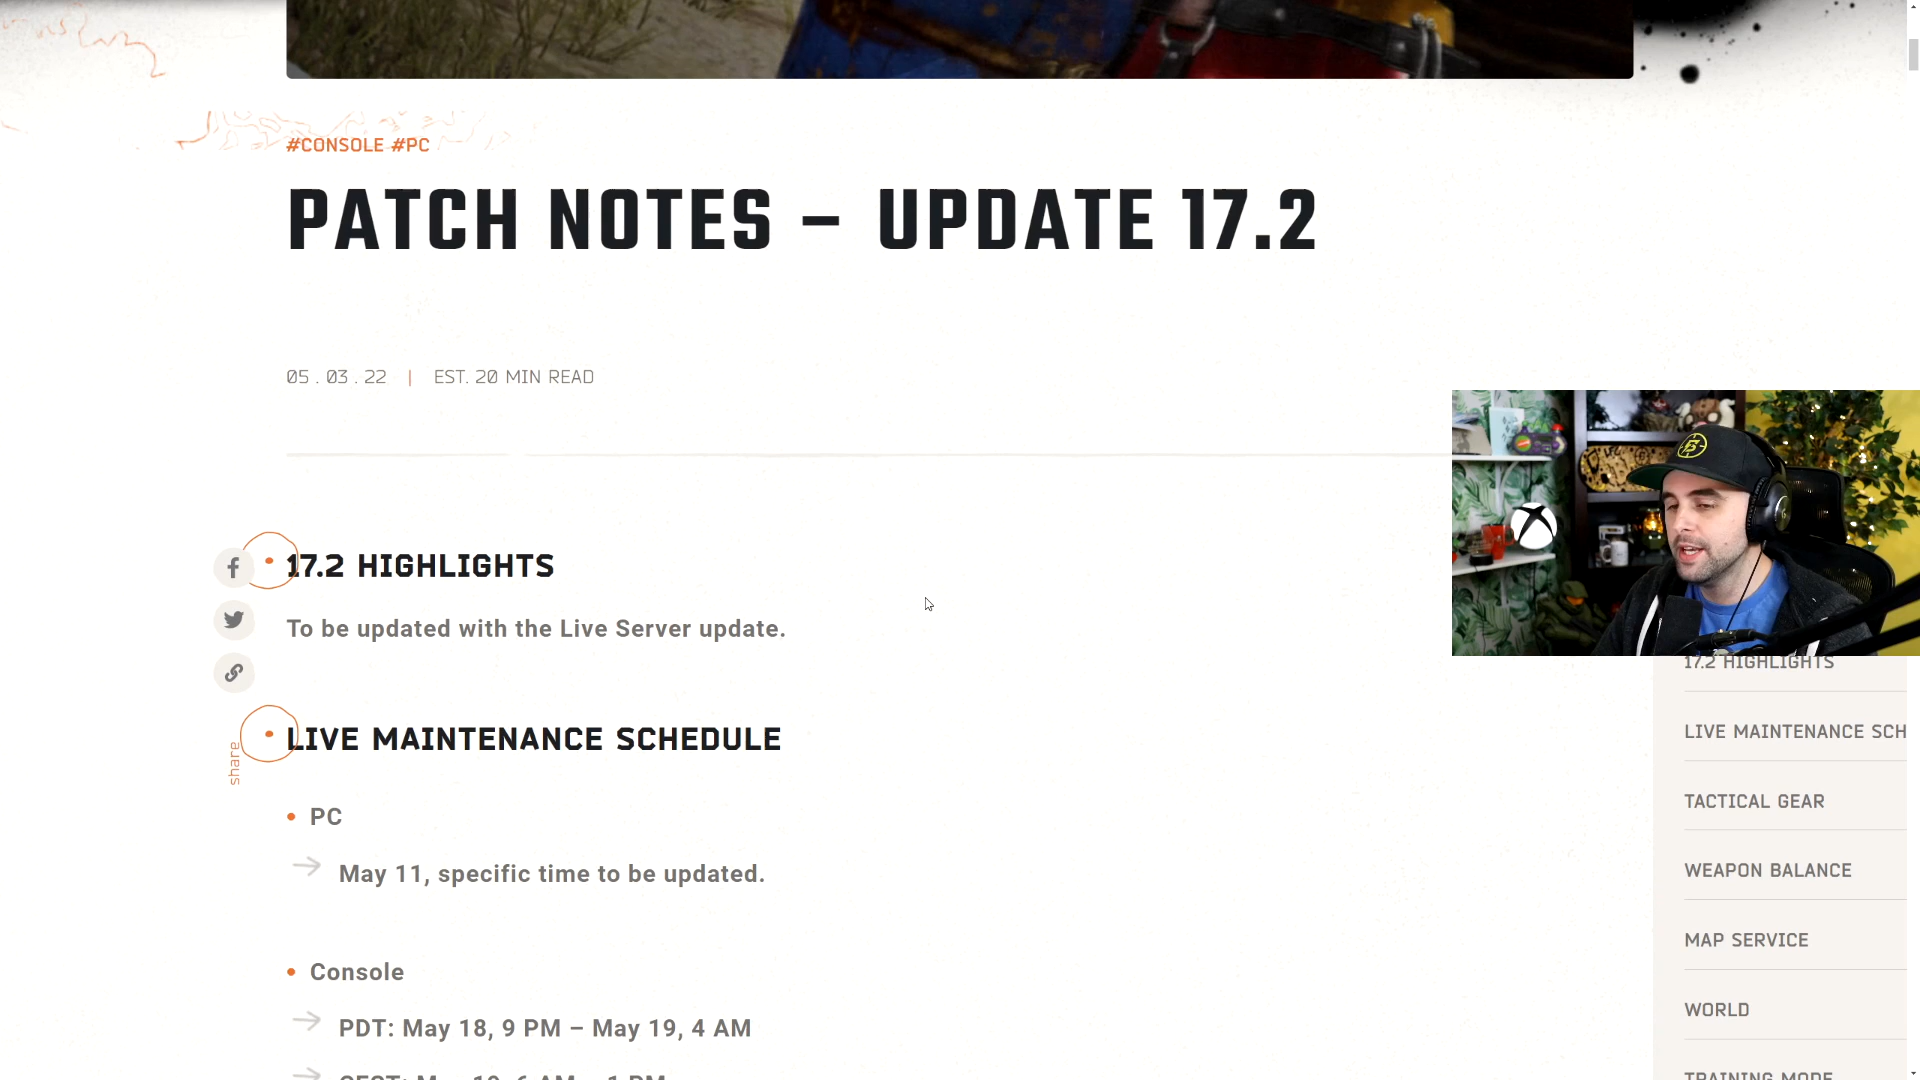 #CONSOLE #PC
PATCH NOTES – UPDATE 17.2
05 . 03 . 22 | EST. 20 MIN READ
17.2 HIGHLIGHTS
To be updated with the Live Server update.
LIVE MAINTENANCE SCHEDULE
share
PC
May 11, specific time to be updated.
Console
PDT: May 18, 9 PM – May 19, 4 AM
17.2 HIGHLIGHTS
LIVE MAINTENANCE SCH
TACTICAL GEAR
WEAPON BALANCE
MAP SERVICE
WORLD
TRAINING MODE